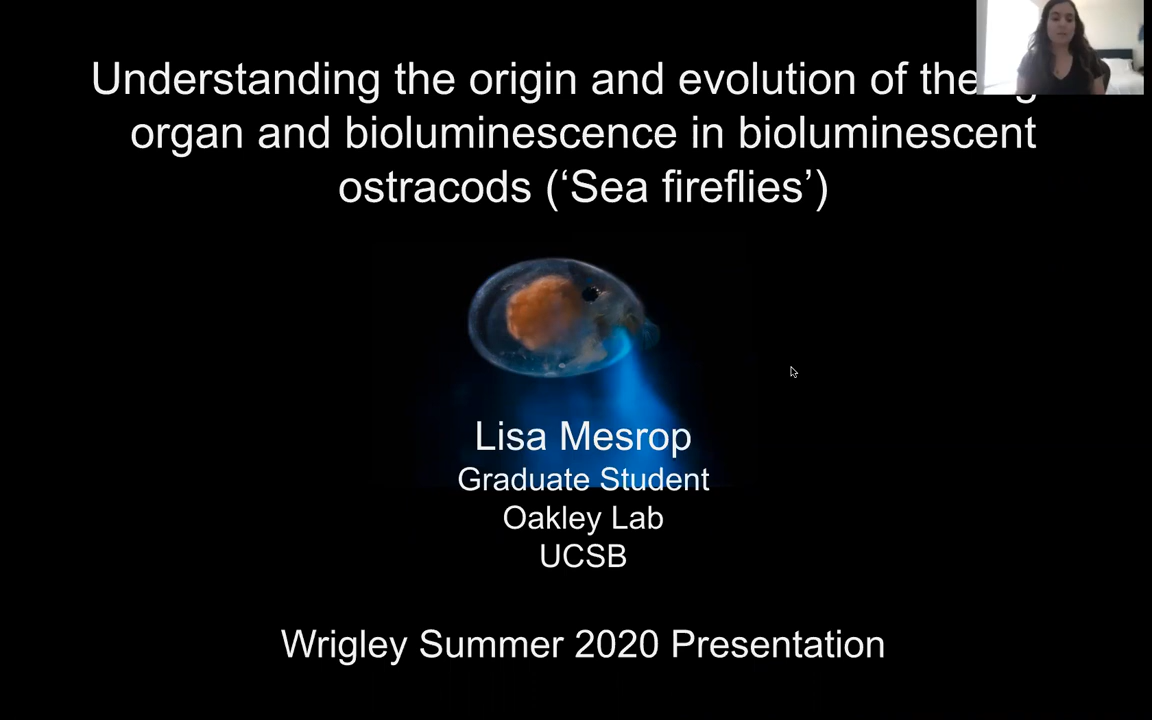 Understanding the origin and evolution of the
organ and bioluminescence in bioluminescent
ostracods (‘Sea fireflies’)
Lisa Mesrop
Graduate Student
Oakley Lab
UCSB
Wrigley Summer 2020 Presentation